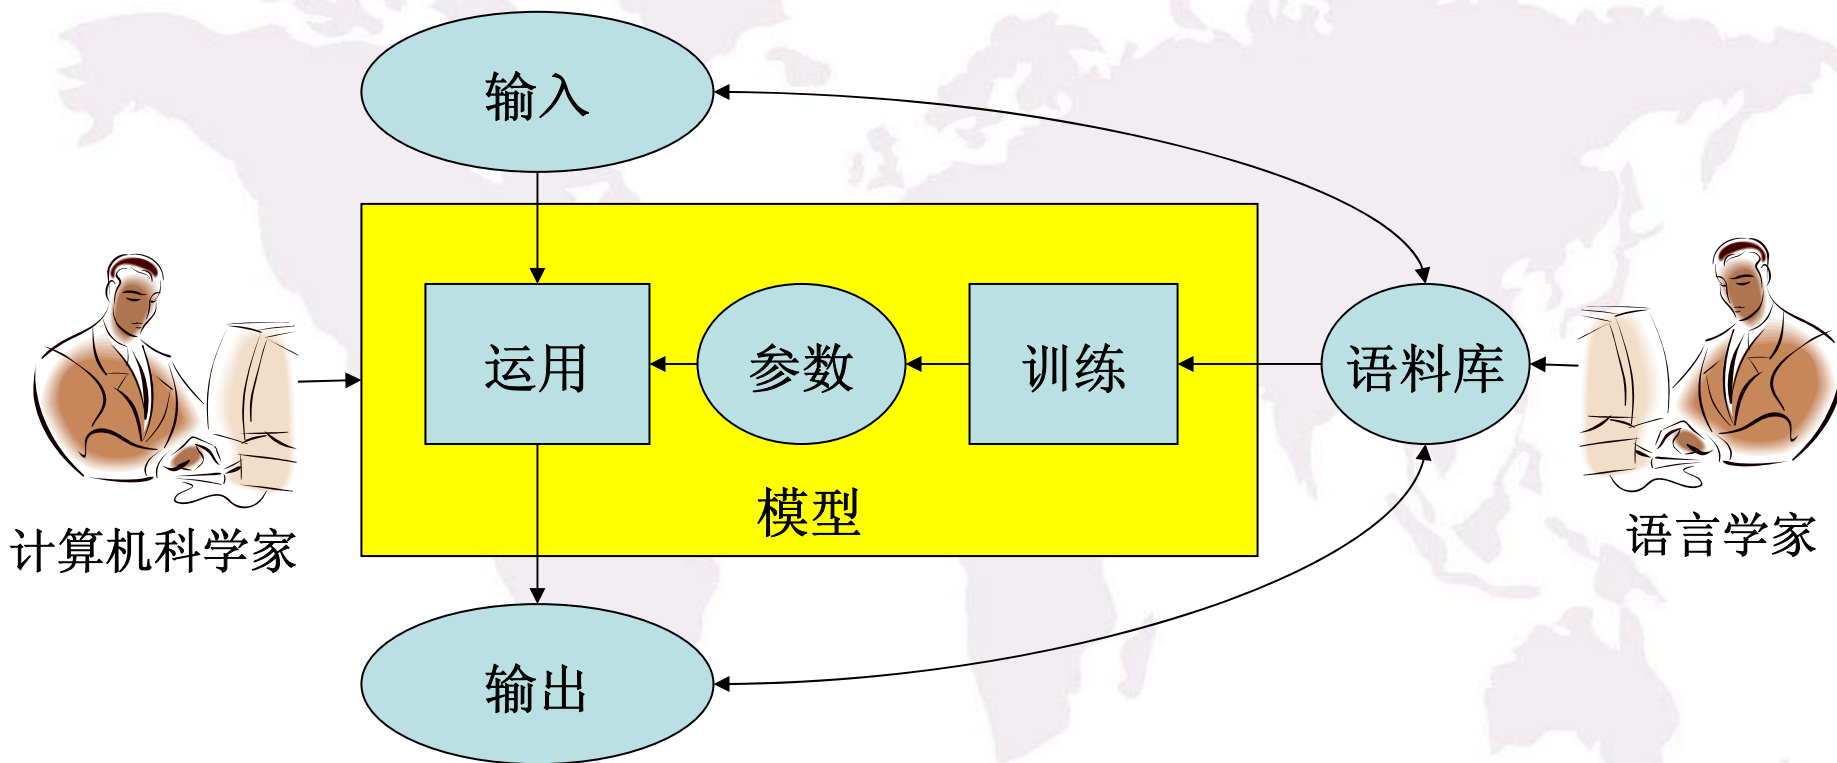 输入
运用
参数
训练
语料库
模型
计算机科学家
语言学家
输出